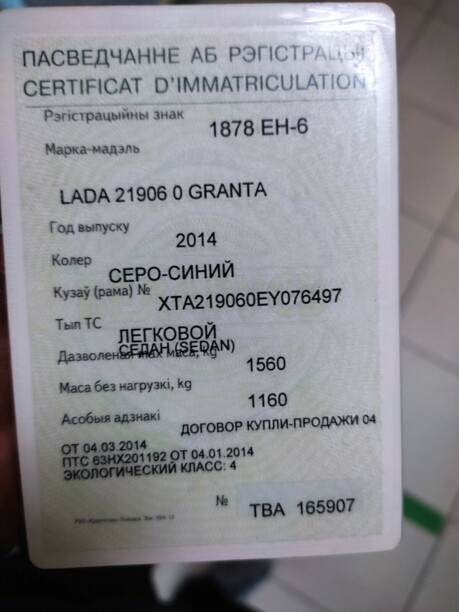 ПАСВЕДЧАННЕ АБ РЭГІСТРАЦЫІ
CERTIFICAT D'IMMATRICULATION
Рэгістрацыйны знак
1878 ЕН-6
Марка-мадэль
LADA 21906 0 GRANTA
Год выпуску
2014
Колер
СЕРО-СИНИЙ
Кузаў (рама) №
XTA219060EY076497
Тып ТС
ЛЕГКОВОЙ
СЕДАН (SEDAN)
Дазволеная max маса, kg
1560
Маса без нагрузкі, kg
1160
Асобыя адзнакі
ДОГОВОР КУПЛИ-ПРОДАЖИ 04
ОТ 04.03.2014
ПТС 63НХ201192 ОТ 04.01.2014
ЭКОЛОГИЧЕСКИЙ КЛАСС: 4
№
ТВА 165907